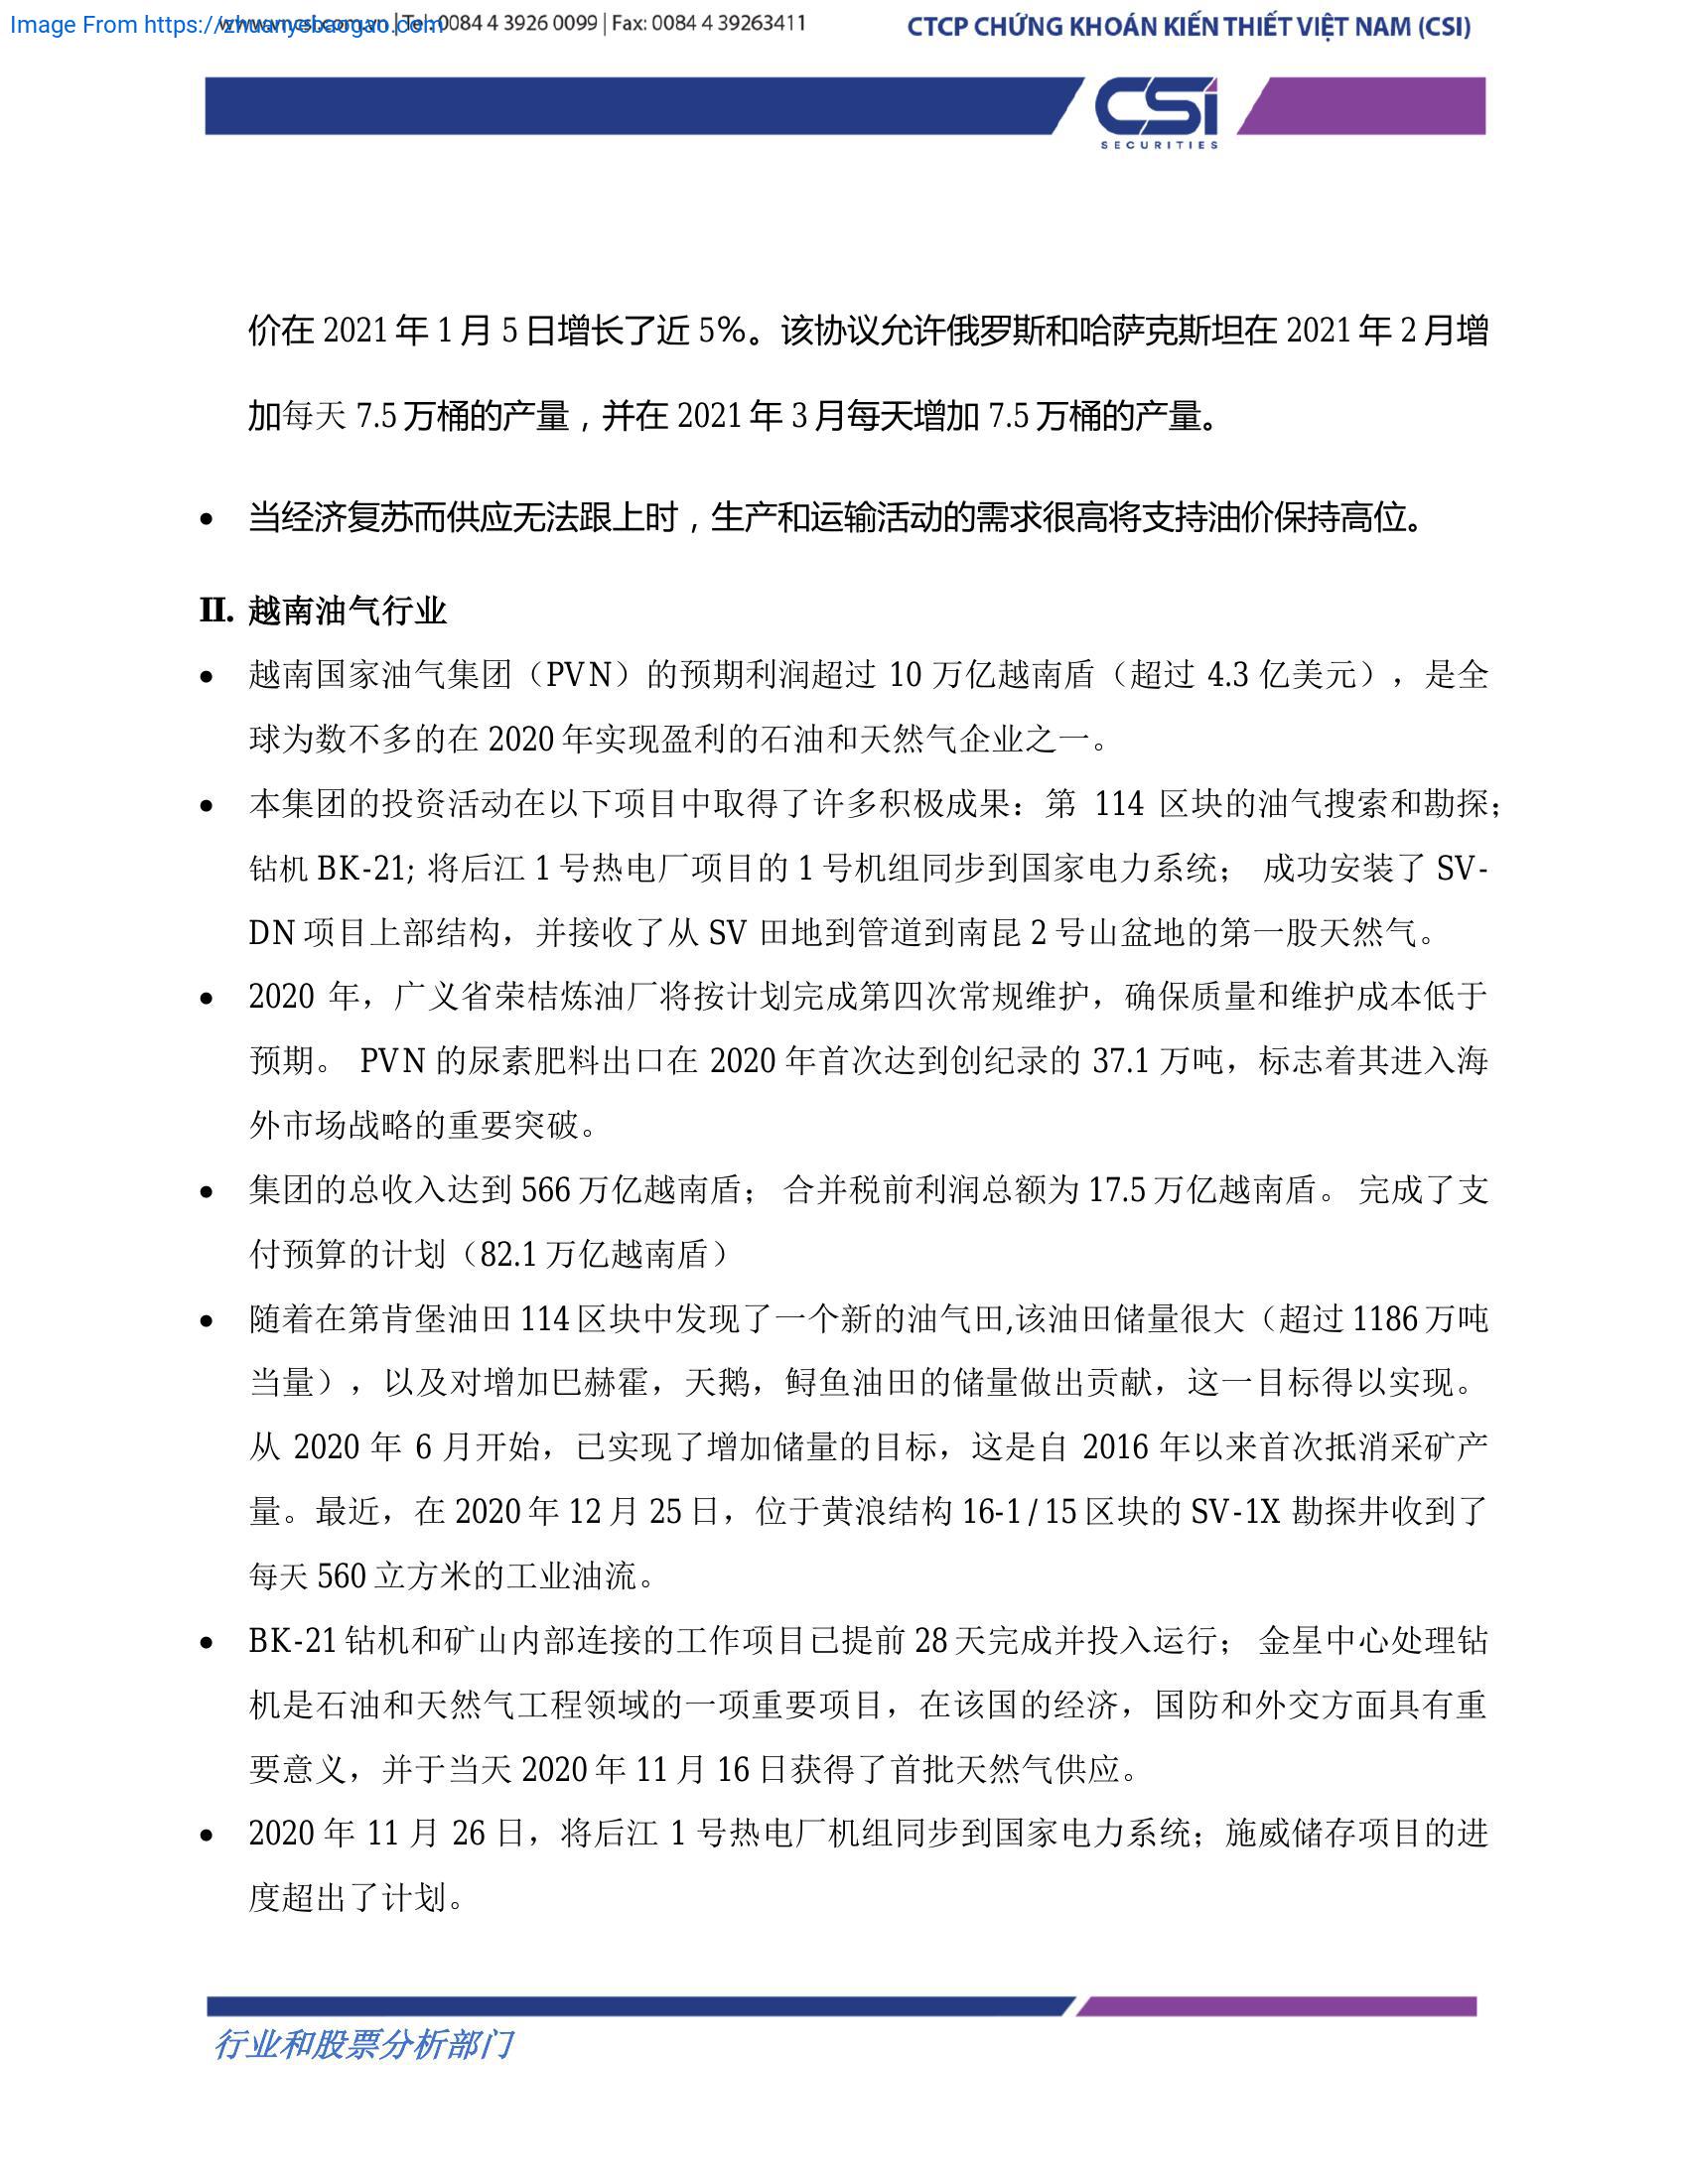 Image From https://zhuanyebaogao.com
www.vncsi.com.vn | Tel: 0084 4 3926 0099 | Fax: 0084 4 39263411
CTCP CHỨNG KHOÁN KIẾN THIẾT VIỆT NAM (CSI)
CSi
SECURITIES
价在 2021 年 1 月 5 日增长了近 5%。该协议允许俄罗斯和哈萨克斯坦在 2021 年 2 月增
加每天 7.5 万桶的产量，并在 2021 年 3 月每天增加 7.5 万桶的产量。
• 当经济复苏而供应无法跟上时，生产和运输活动的需求很高将支持油价保持高位。
II. 越南油气行业
• 越南国家油气集团（PVN）的预期利润超过 10 万亿越南盾（超过 4.3 亿美元），是全
球为数不多的在 2020 年实现盈利的石油和天然气企业之一。
• 本集团的投资活动在以下项目中取得了许多积极成果：第 114 区块的油气搜索和勘探；
钻机 BK-21; 将后江 1 号热电厂项目的 1 号机组同步到国家电力系统； 成功安装了 SV-
DN 项目上部结构，并接收了从 SV 田地到管道到南昆 2 号山盆地的第一股天然气。
• 2020 年，广义省荣桔炼油厂将按计划完成第四次常规维护，确保质量和维护成本低于
预期。 PVN 的尿素肥料出口在 2020 年首次达到创纪录的 37.1 万吨，标志着其进入海
外市场战略的重要突破。
• 集团的总收入达到 566 万亿越南盾； 合并税前利润总额为 17.5 万亿越南盾。 完成了支
付预算的计划（82.1 万亿越南盾）
• 随着在第肯堡油田 114 区块中发现了一个新的油气田,该油田储量很大（超过 1186 万吨
当量），以及对增加巴赫霍，天鹅，鲟鱼油田的储量做出贡献，这一目标得以实现。
从 2020 年 6 月开始，已实现了增加储量的目标，这是自 2016 年以来首次抵消采矿产
量。最近，在 2020 年 12 月 25 日，位于黄浪结构 16-1 / 15 区块的 SV-1X 勘探井收到了
每天 560 立方米的工业油流。
• BK-21 钻机和矿山内部连接的工作项目已提前 28 天完成并投入运行； 金星中心处理钻
机是石油和天然气工程领域的一项重要项目，在该国的经济，国防和外交方面具有重
要意义，并于当天 2020 年 11 月 16 日获得了首批天然气供应。
• 2020 年 11 月 26 日，将后江 1 号热电厂机组同步到国家电力系统；施威储存项目的进
度超出了计划。
行业和股票分析部门